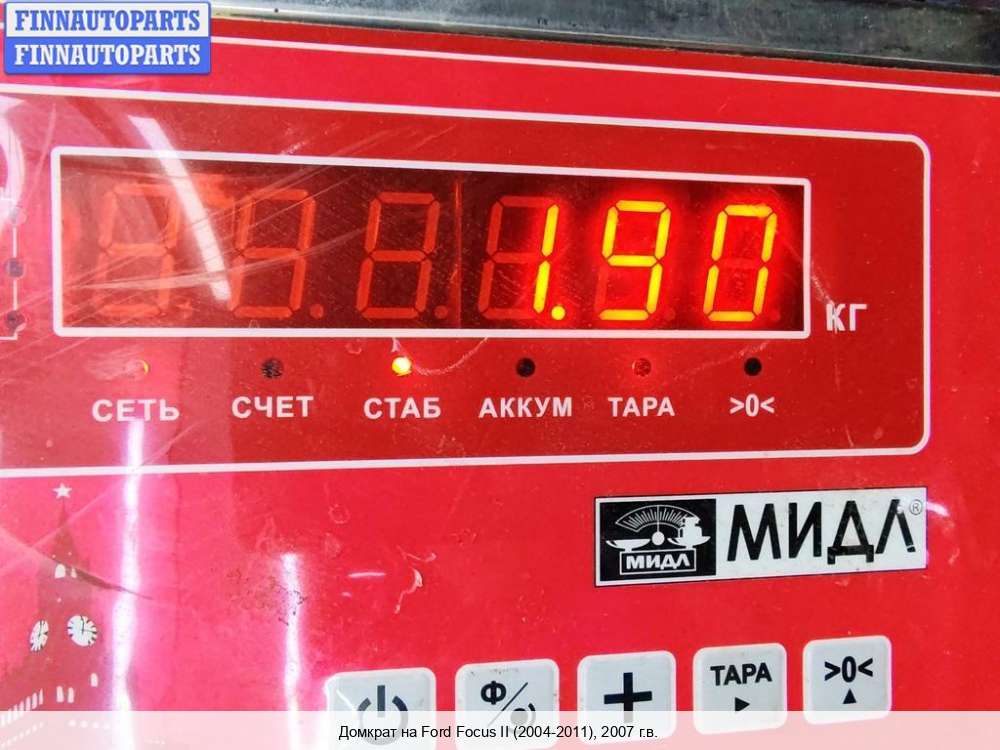 FINNAUTOPARTS
FINNAUTOPARTS
1.90
КГ
СЕТЬ СЧЕТ СТАБ АККУМ ТАРА >0<
МИДЛ МИДЛ®
Ф ТАРА >0<
Домкрат на Ford Focus II (2004-2011), 2007 г.в.